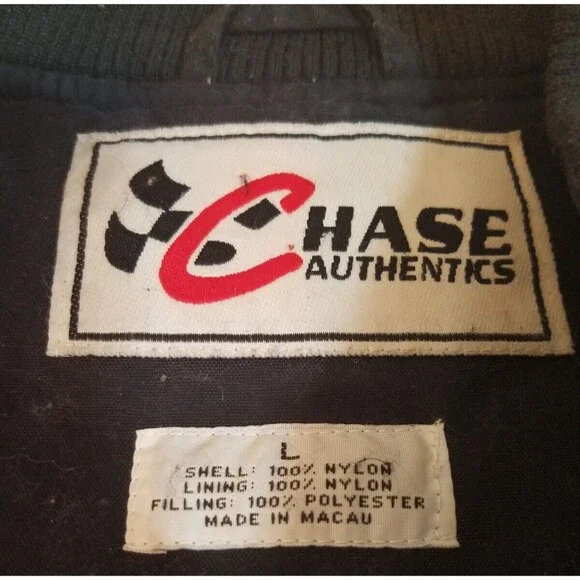 CHASE
AUTHENTICS
L
SHELL: 100% NYLON
LINING: 100% NYLON
FILLING: 100% POLYESTER
MADE IN MACAU